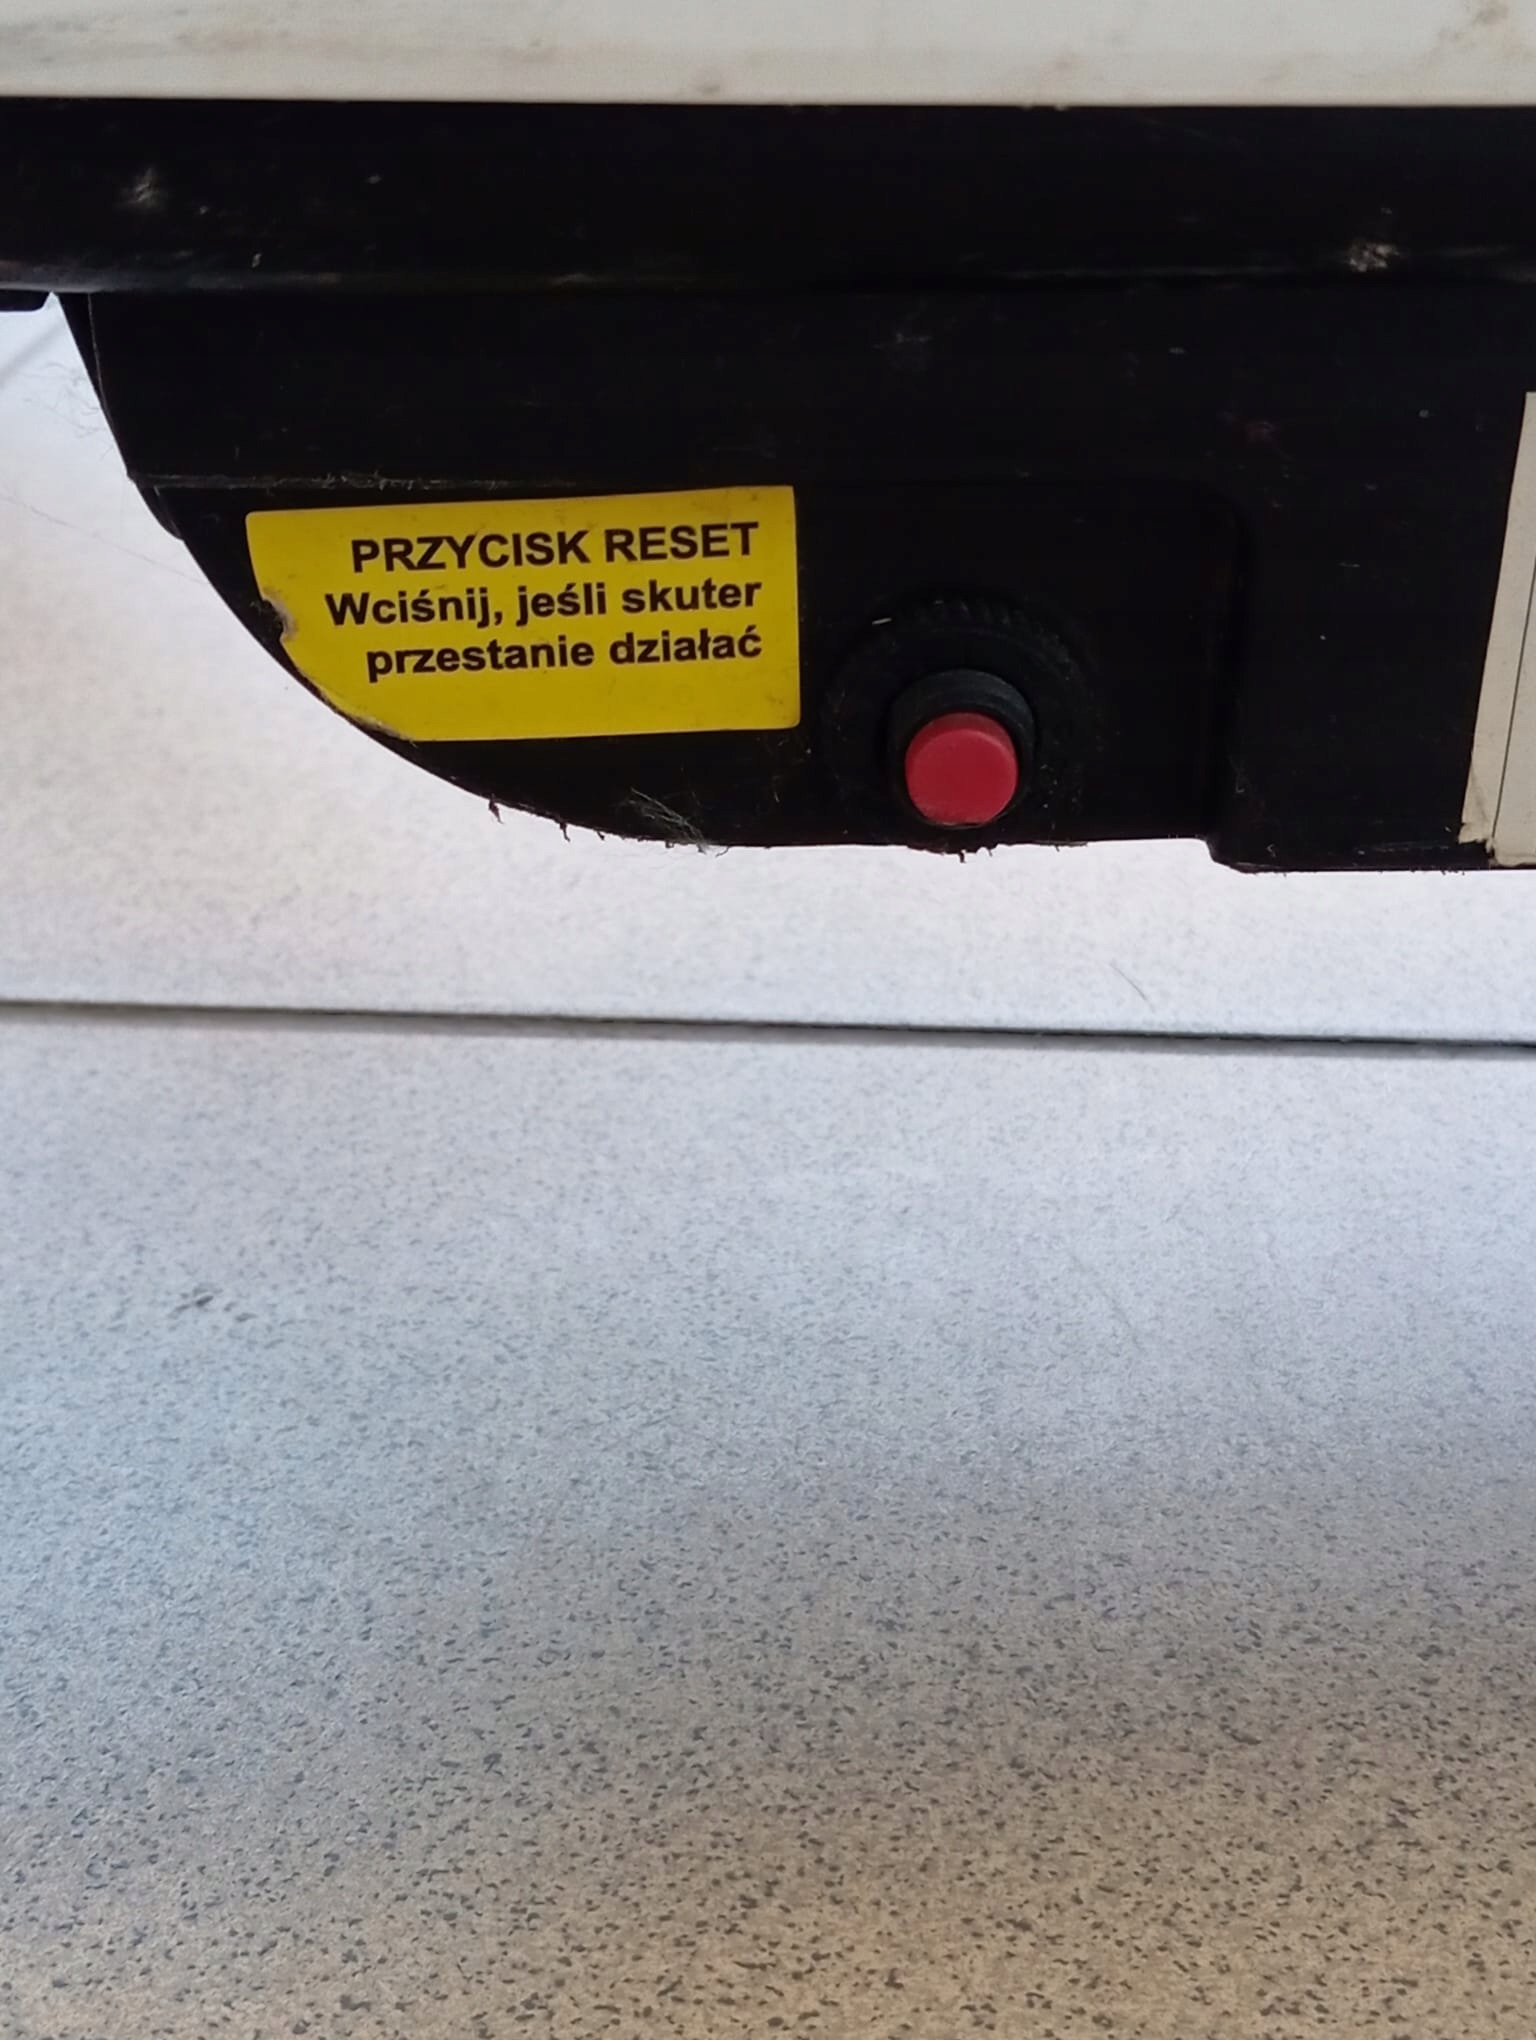 PRZYCISK RESET
Wciśnij, jeśli skuter
przestanie działać